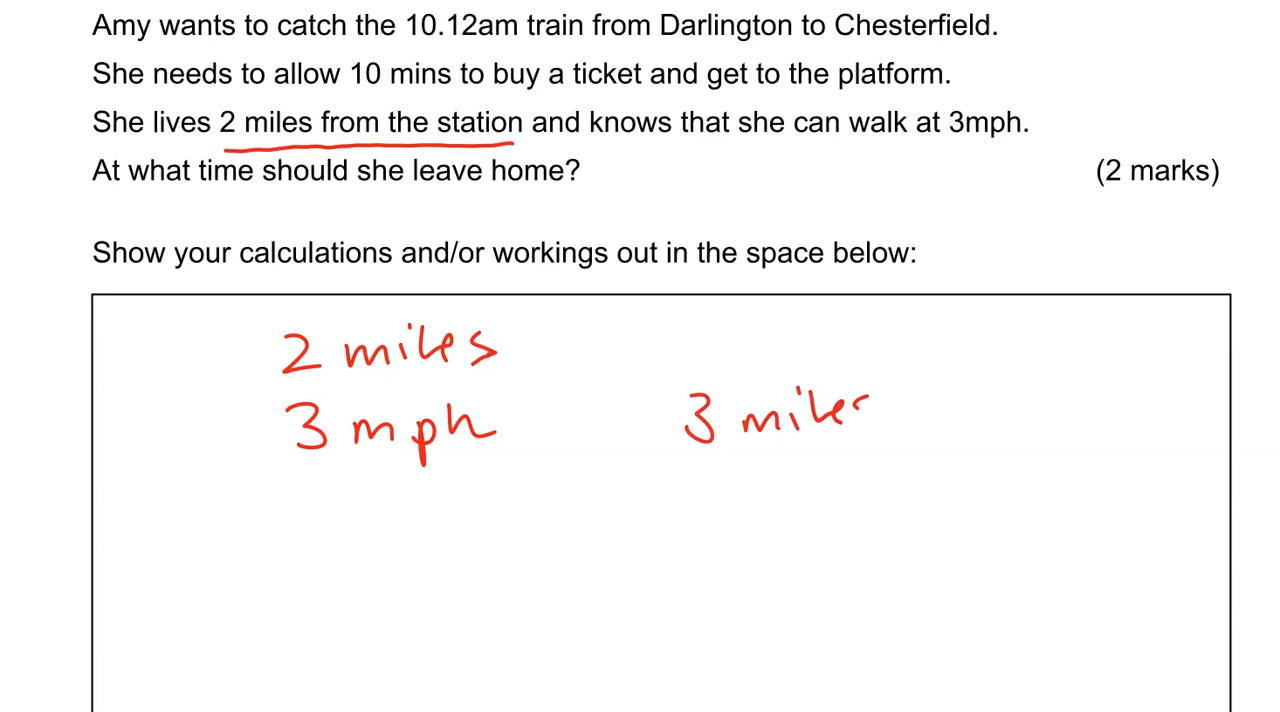 Amy wants to catch the 10.12am train from Darlington to Chesterfield.
She needs to allow 10 mins to buy a ticket and get to the platform.
She lives 2 miles from the station and knows that she can walk at 3mph.
At what time should she leave home? (2 marks)
Show your calculations and/or workings out in the space below:
2 miles
3 mph 3 miles